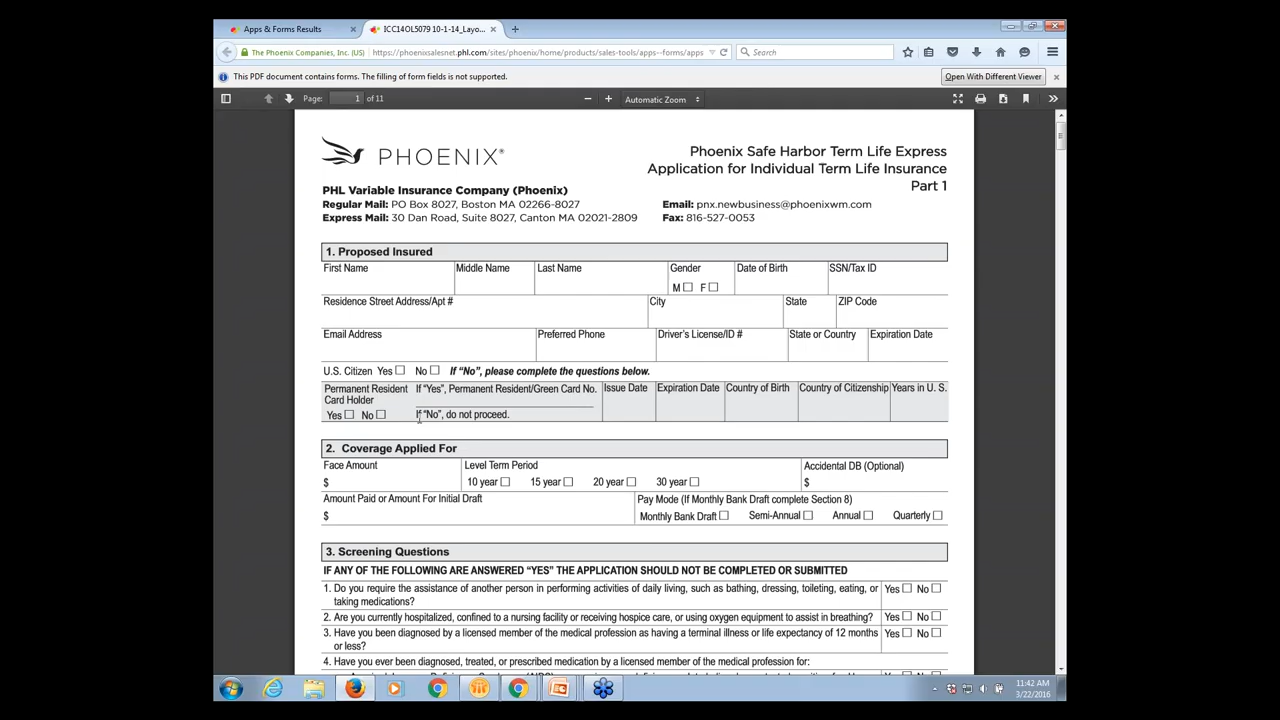 Apps & Forms Results
ICC14OL5079 10-1-14_Layo...
The Phoenix Companies, Inc. (US)
https://phoenixsalesnet.phl.com/sites/phoenix/home/products/sales-tools/apps--forms/apps
Search
This PDF document contains forms. The filling of form fields is not supported.
Open With Different Viewer
Page: 1 of 11
Automatic Zoom
PHOENIX®
Phoenix Safe Harbor Term Life Express
Application for Individual Term Life Insurance
Part 1
PHL Variable Insurance Company (Phoenix)
Regular Mail: PO Box 8027, Boston MA 02266-8027
Email: pnx.newbusiness@phoenixwm.com
Express Mail: 30 Dan Road, Suite 8027, Canton MA 02021-2809
Fax: 816-527-0053
1. Proposed Insured
First Name Middle Name Last Name Gender Date of Birth SSN/Tax ID
M F
Residence Street Address/Apt # City State ZIP Code
Email Address Preferred Phone Driver's License/ID # State or Country Expiration Date
U.S. Citizen Yes No If "No", please complete the questions below.
Permanent Resident Card Holder
Yes No
If "Yes", Permanent Resident/Green Card No.
If "No", do not proceed.
Issue Date Expiration Date Country of Birth Country of Citizenship Years in U. S.
2. Coverage Applied For
Face Amount Level Term Period Accidental DB (Optional)
$ 10 year 15 year 20 year 30 year $
Amount Paid or Amount For Initial Draft Pay Mode (If Monthly Bank Draft complete Section 8)
$ Monthly Bank Draft Semi-Annual Annual Quarterly
3. Screening Questions
IF ANY OF THE FOLLOWING ARE ANSWERED "YES" THE APPLICATION SHOULD NOT BE COMPLETED OR SUBMITTED
1. Do you require the assistance of another person in performing activities of daily living, such as bathing, dressing, toileting, eating, or Yes No
taking medications?
2. Are you currently hospitalized, confined to a nursing facility or receiving hospice care, or using oxygen equipment to assist in breathing? Yes No
3. Have you been diagnosed by a licensed member of the medical profession as having a terminal illness or life expectancy of 12 months Yes No
or less?
4. Have you ever been diagnosed, treated, or prescribed medication by a licensed member of the medical profession for:
11:42 AM
3/22/2016